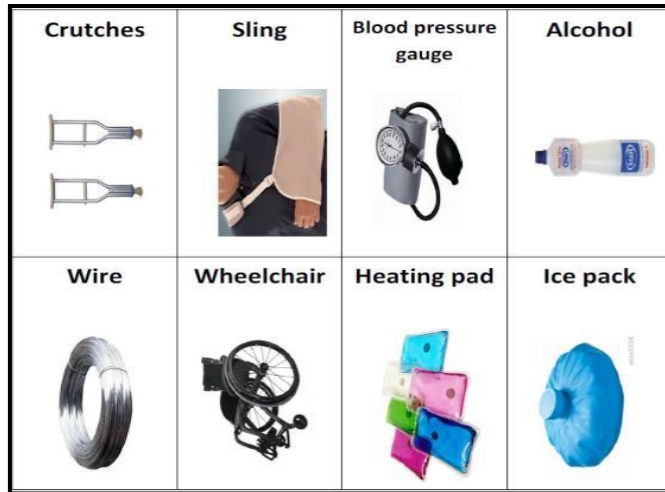 Crutches
Sling
Blood pressure
gauge
Alcohol
Wire
Wheelchair
Heating pad
Ice pack